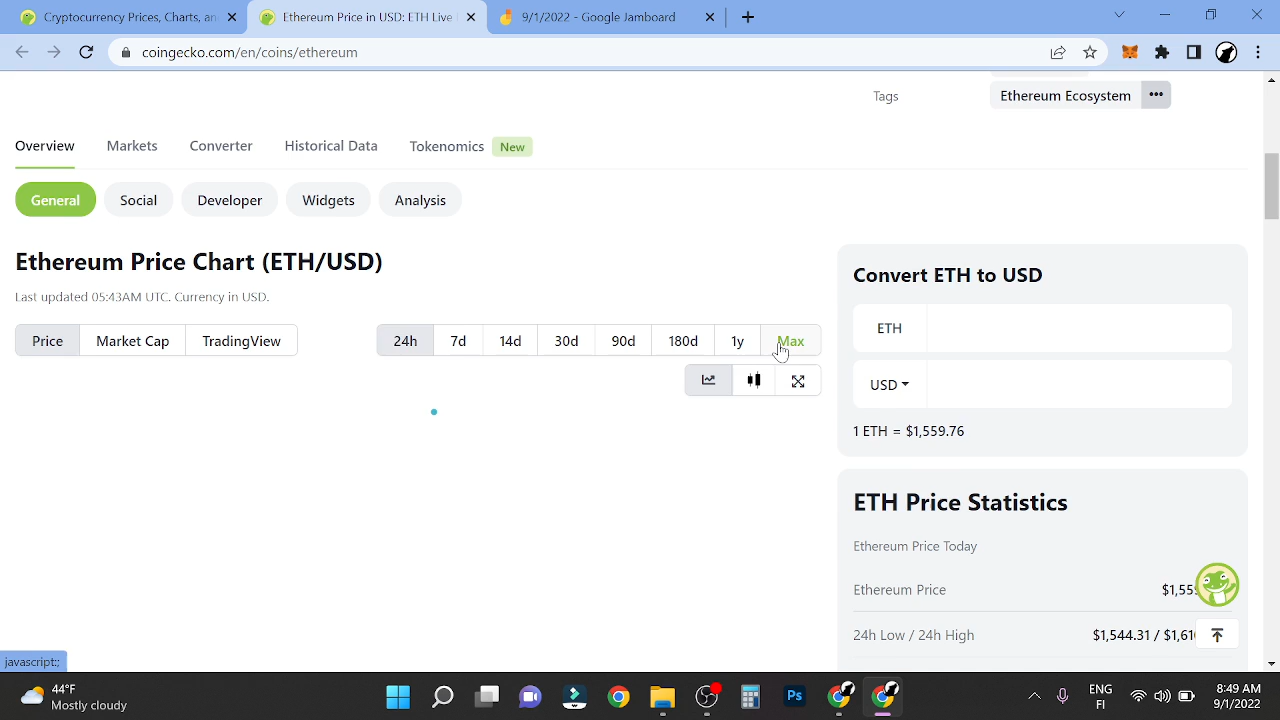 Cryptocurrency Prices, Charts, an
Ethereum Price in USD: ETH Live
9/1/2022 - Google Jamboard
coingecko.com/en/coins/ethereum
Tags
Ethereum Ecosystem
•••
Overview
Markets
Converter
Historical Data
Tokenomics New
General
Social
Developer
Widgets
Analysis
Ethereum Price Chart (ETH/USD)
Last updated 05:43AM UTC. Currency in USD.
Price
Market Cap
TradingView
24h
7d
14d
30d
90d
180d
1y
Max
Convert ETH to USD
ETH
USD
1 ETH = $1,559.76
ETH Price Statistics
Ethereum Price Today
Ethereum Price
24h Low / 24h High
$1,544.31 /
javascript:;
44°F
Mostly cloudy
Ps
ENG
FI
8:49 AM
9/1/2022